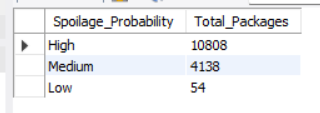 Spoilage_Probability Total_Packages
High 10808
Medium 4138
Low 54